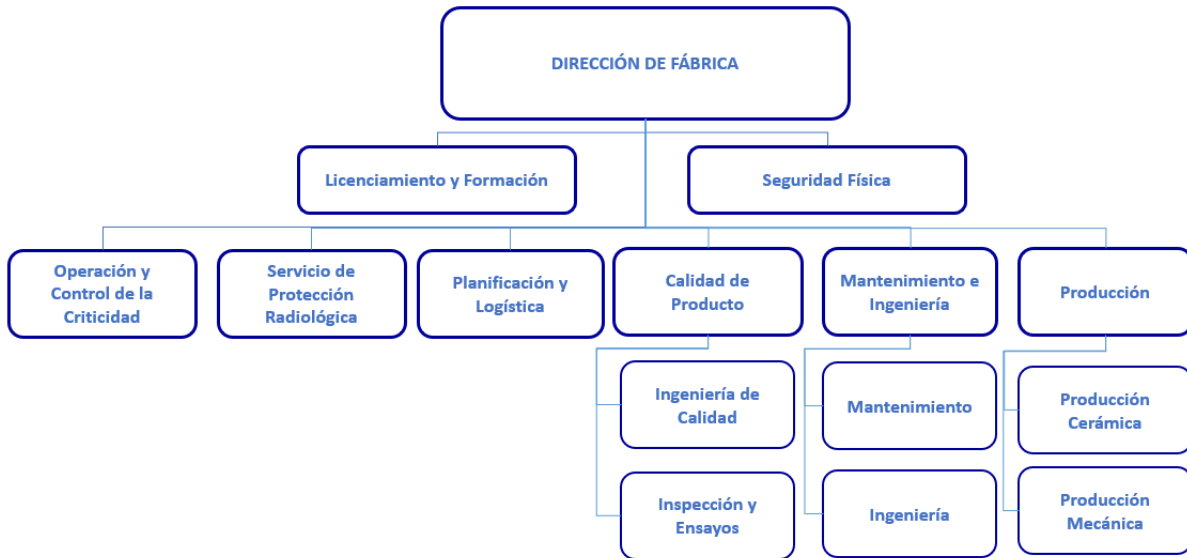 DIRECCIÓN DE FÁBRICA
Licenciamiento y Formación
Seguridad Física
Operación y
Control de la
Criticidad
Servicio de
Protección
Radiológica
Planificación y
Logística
Calidad de
Producto
Mantenimiento e
Ingeniería
Producción
Ingeniería de
Calidad
Mantenimiento
Producción
Cerámica
Inspección y
Ensayos
Ingeniería
Producción
Mecánica